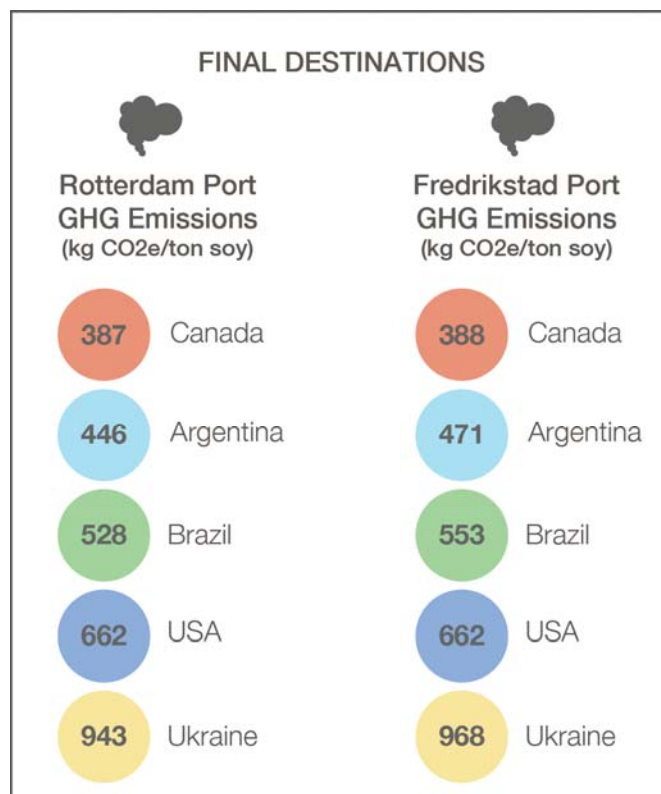 FINAL DESTINATIONS
Rotterdam Port
GHG Emissions
(kg CO2e/ton soy)
387 Canada
446 Argentina
528 Brazil
662 USA
943 Ukraine
Fredrikstad Port
GHG Emissions
(kg CO2e/ton soy)
388 Canada
471 Argentina
553 Brazil
662 USA
968 Ukraine